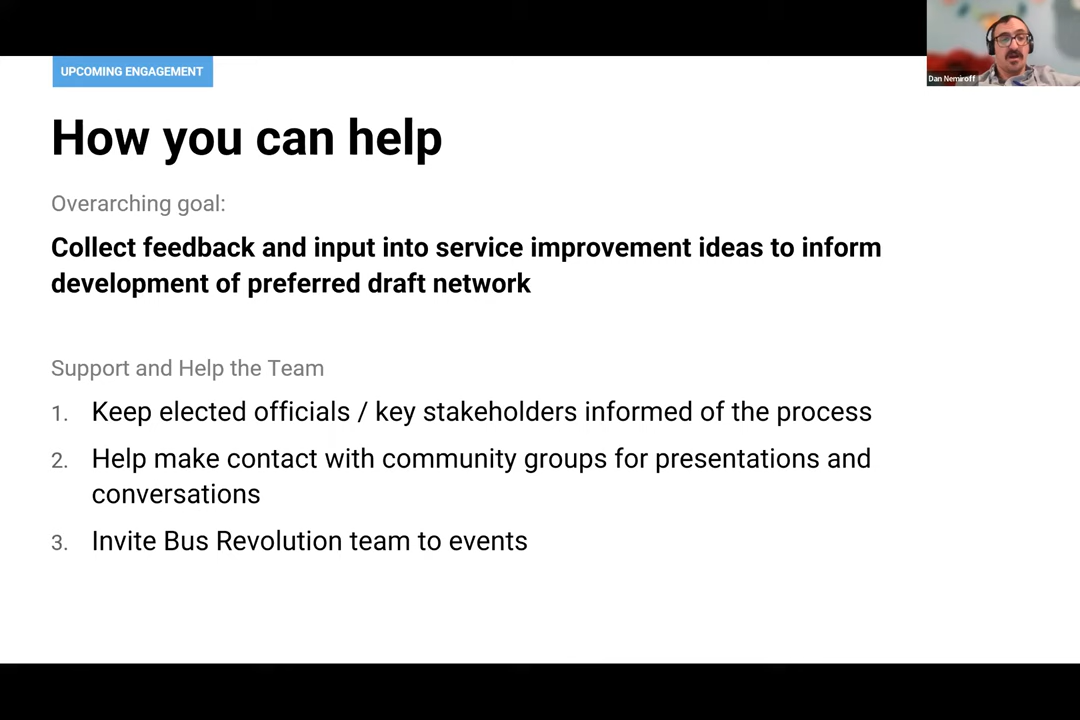 Dan Nemiroff
UPCOMING ENGAGEMENT
How you can help
Overarching goal:
Collect feedback and input into service improvement ideas to inform
development of preferred draft network
Support and Help the Team
1. Keep elected officials / key stakeholders informed of the process
2. Help make contact with community groups for presentations and
conversations
3. Invite Bus Revolution team to events